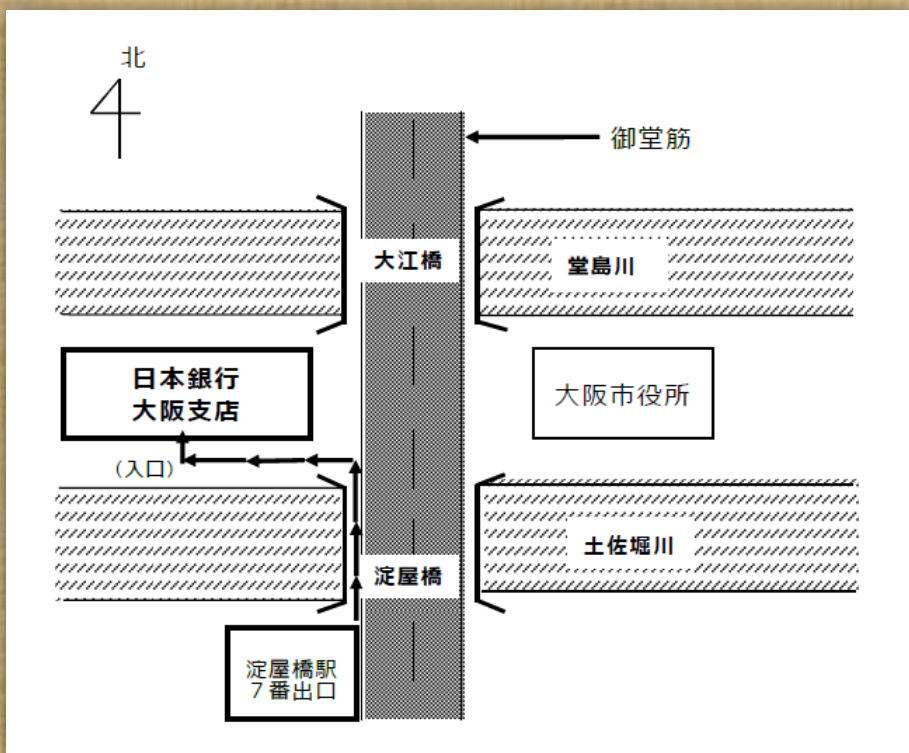 北
御堂筋
大江橋
堂島川
日本銀行
大阪支店
大阪市役所
(入口)
土佐堀川
淀屋橋
淀屋橋駅
7番出口